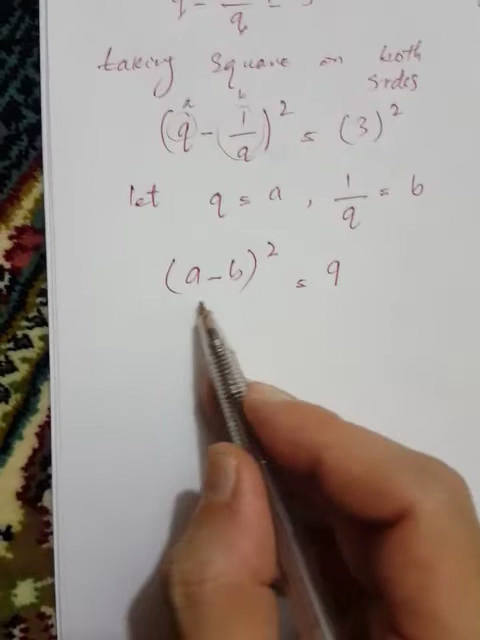 taking square on both
sides
a b
(q - 1/q)² = (3)²
let q = a , 1/q = b
(a - b)² = 9